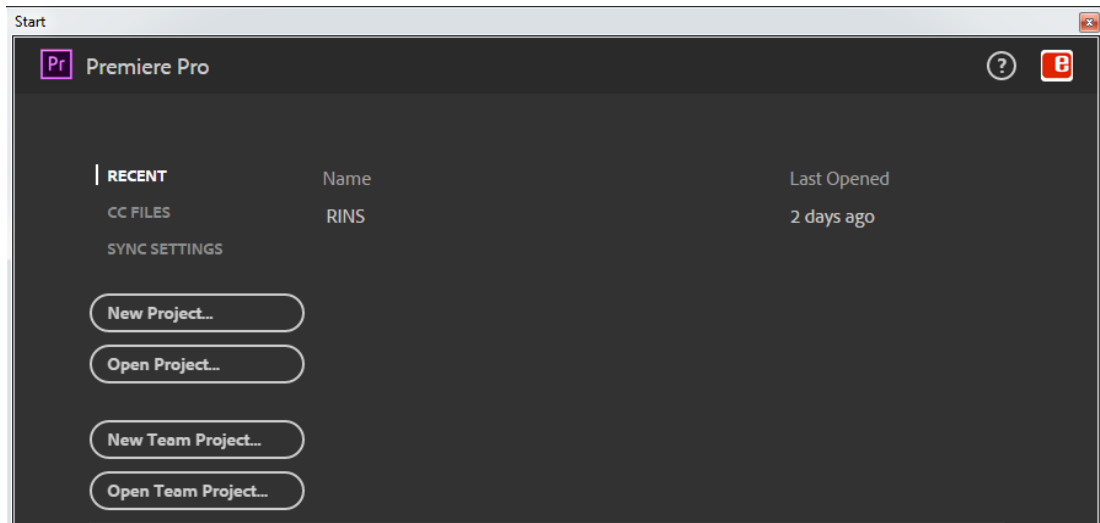 Start
Pr Premiere Pro
?
e
RECENT
Name
Last Opened
CC FILES
RINS
2 days ago
SYNC SETTINGS
New Project...
Open Project...
New Team Project...
Open Team Project...